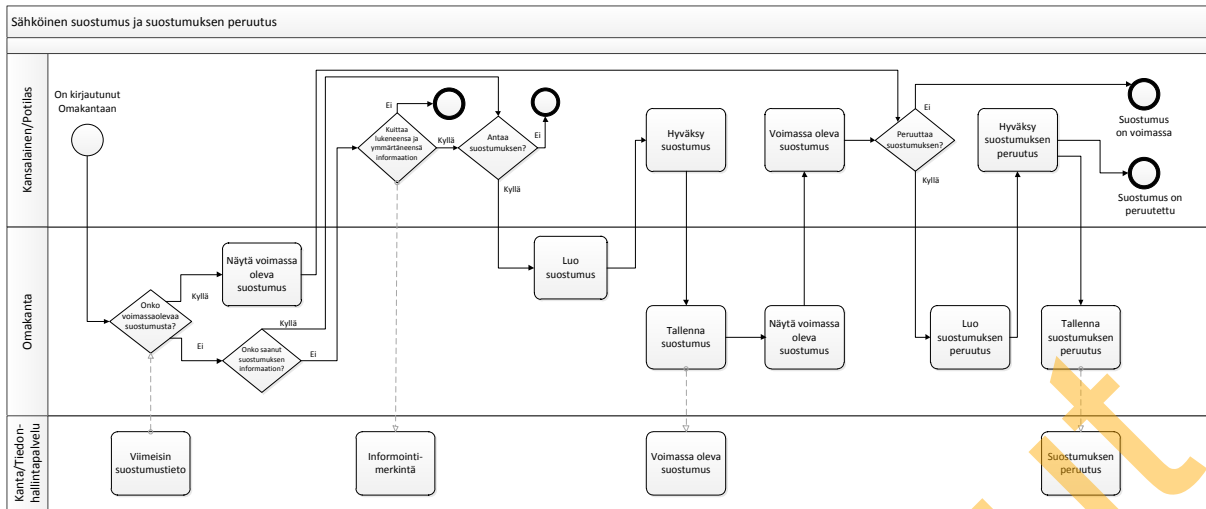 Sähköinen suostumus ja suostumuksen peruutus
Kansalainen/Potilas
On kirjautunut
Omakantaan
Kuittaa
lukeneensa ja
ymmärtäneensä
informaation
Ei
Kyllä
Antaa
suostumuksen?
Ei
Kyllä
Hyväksy
suostumus
Voimassa oleva
suostumus
Peruuttaa
suostumuksen?
Ei
Kyllä
Hyväksy
suostumuksen
peruutus
Suostumus
on voimassa
Suostumus on
peruutettu
Omakanta
Onko
voimassaolevaa
suostumusta?
Kyllä
Ei
Näytä voimassa
oleva
suostumus
Onko saanut
suostumuksen
informaation?
Kyllä
Ei
Luo
suostumus
Tallenna
suostumus
Näytä voimassa
oleva
suostumus
Luo
suostumuksen
peruutus
Tallenna
suostumuksen
peruutus
Kanta/Tiedon-
hallintapalvelu
Viimeisin
suostumustieto
Informointi-
merkintä
Voimassa oleva
suostumus
Suostumuksen
peruutus